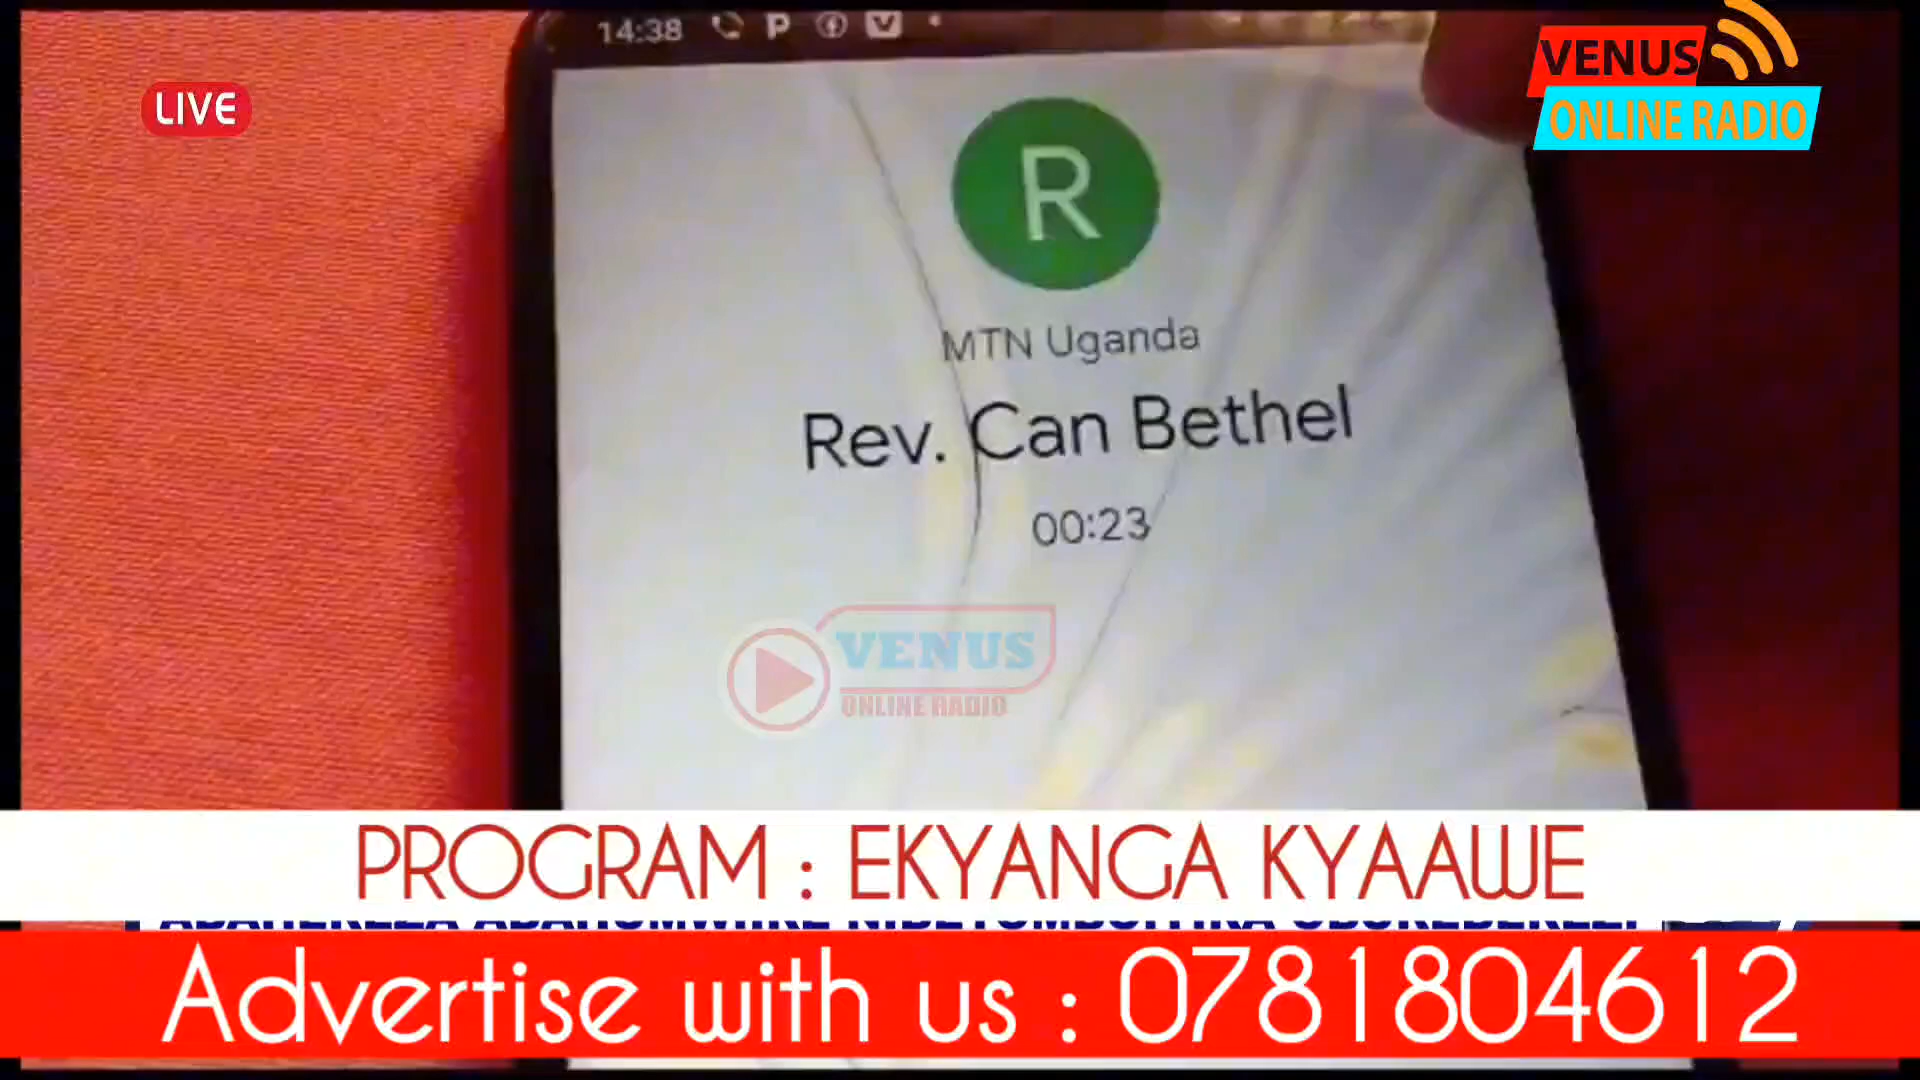 14:38
LIVE
VENUS
ONLINE RADIO
R
MTN Uganda
Rev. Can Bethel
00:23
VENUS
ONLINE RADIO
PROGRAM : EKYANGA KYAAWE
Advertise with us : 0781804612